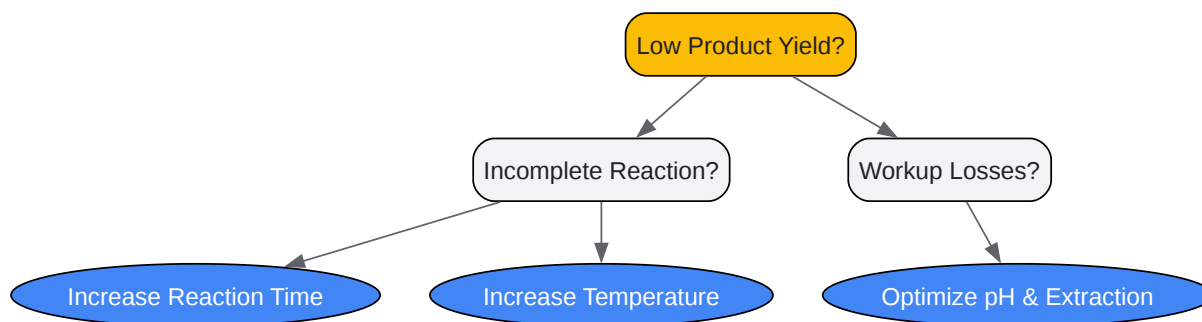 Low Product Yield?
Incomplete Reaction?
Workup Losses?
Increase Reaction Time
Increase Temperature
Optimize pH & Extraction